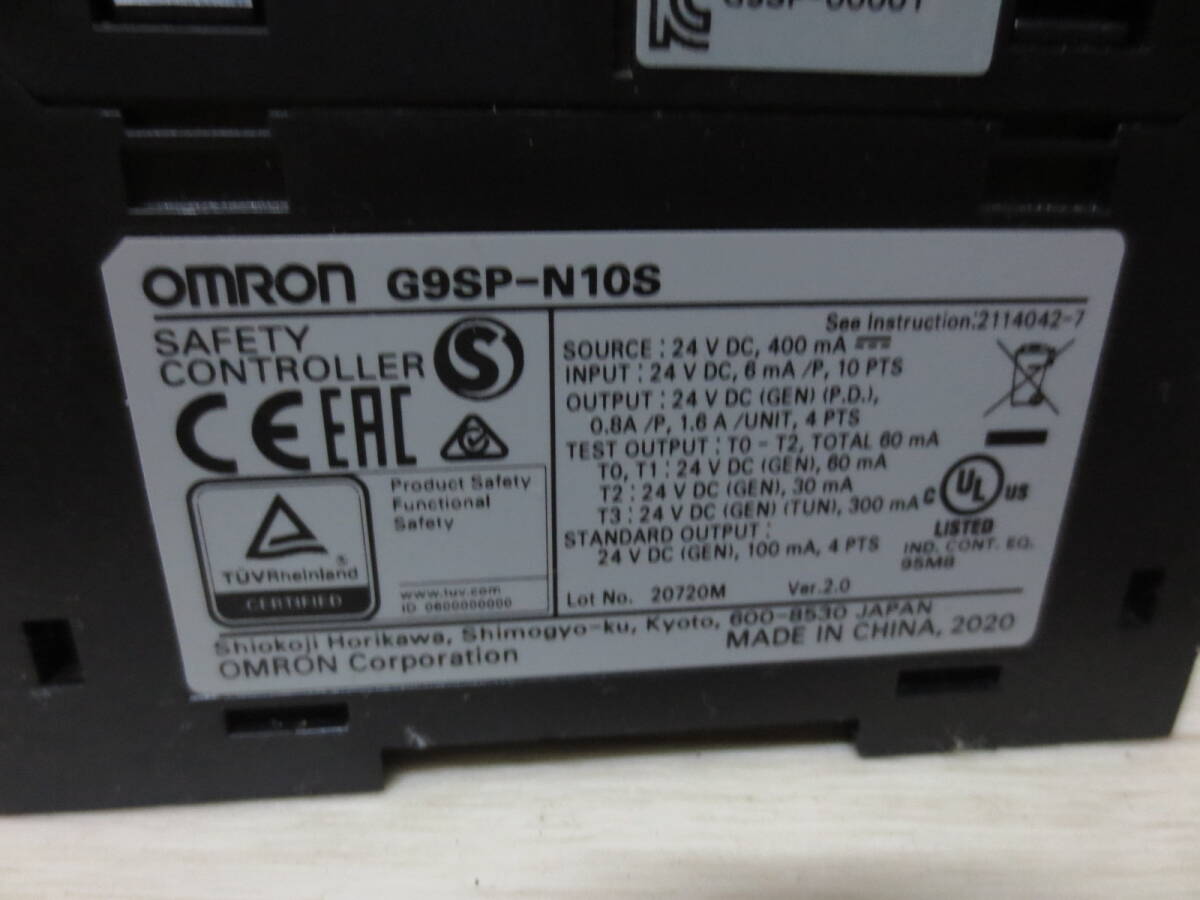 G9SP-00001
OMRON G9SP-N10S
See Instruction:2114042-7
SAFETY
CONTROLLER
S
CE EAC
TÜVRheinland
®
CERTIFIED
Product Safety
Functional
Safety
www.tuv.com
ID 0600000000
SOURCE : 24 V DC, 400 mA
INPUT : 24 V DC, 6 mA /P, 10 PTS
OUTPUT : 24 V DC (GEN) (P.D.),
0.8A /P, 1.6 A /UNIT, 4 PTS
TEST OUTPUT : T0 - T2, TOTAL 60 mA
T0, T1 : 24 V DC (GEN), 60 mA
T2 : 24 V DC (GEN), 30 mA
T3 : 24 V DC (GEN) (TUN), 300 mA
STANDARD OUTPUT :
24 V DC (GEN), 100 mA, 4 PTS
C UL US
LISTED
IND. CONT. EQ.
95M8
Lot No. 20720M Ver.2.0
Shiokoji Horikawa, Shimogyo-ku, Kyoto, 600-8530 JAPAN
OMRON Corporation MADE IN CHINA, 2020